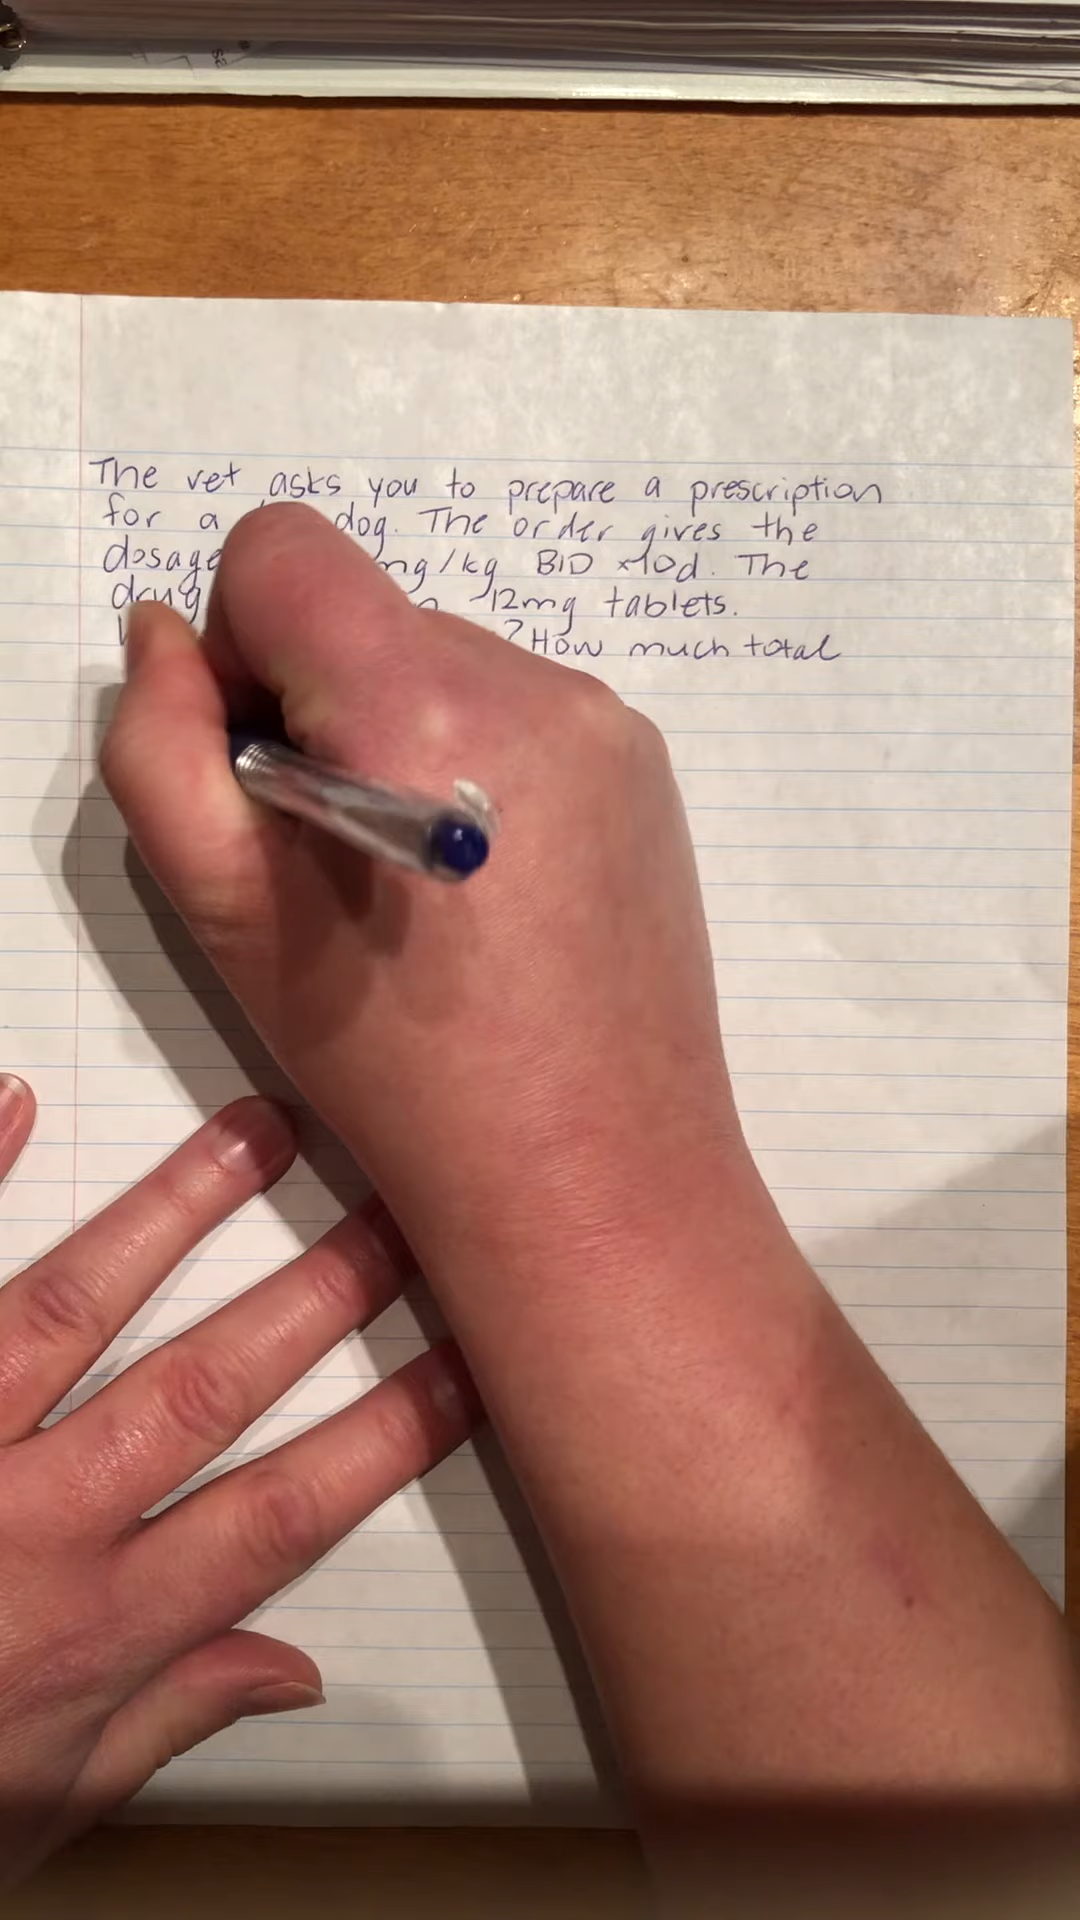 The vet asks you to prepare a prescription
for a dog. The order gives the
dosage mg/kg BID x10d. The
drug 12mg tablets.
? How much total